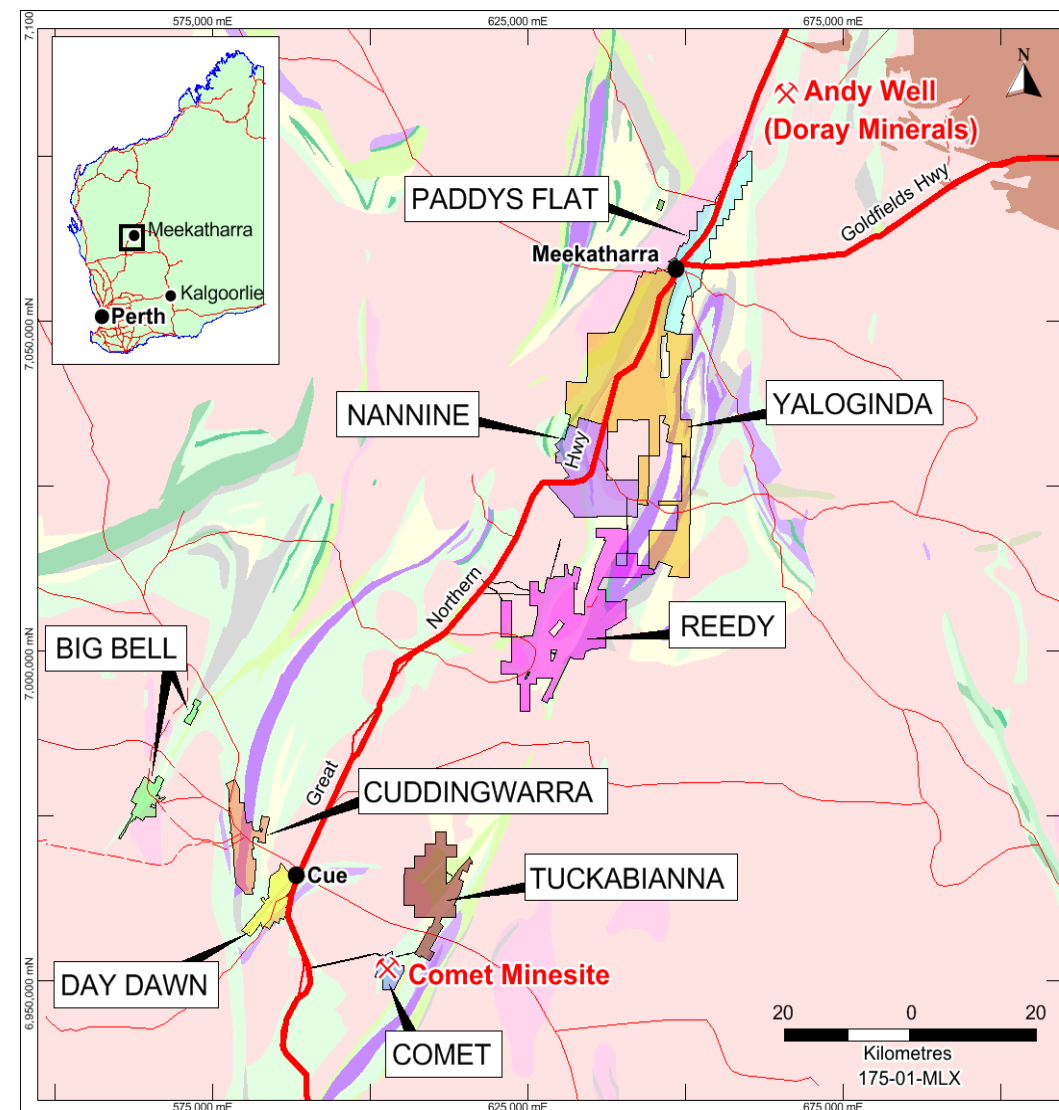 575,000 mE
625,000 mE
675,000 mE
7,100
N
Andy Well
(Doray Minerals)
PADDYS FLAT
Goldfields Hwy
Meekatharra
Meekatharra
Kalgoorlie
Perth
7,050,000 mN
NANNINE
YALOGINDA
Hwy
Northern
REEDY
BIG BELL
7,000,000 mN
Great
CUDDINGWARRA
Cue
TUCKABIANNA
DAY DAWN
Comet Minesite
6,950,000 mN
COMET
20 0 20
Kilometres
175-01-MLX
575,000 mE
625,000 mE
675,000 mE